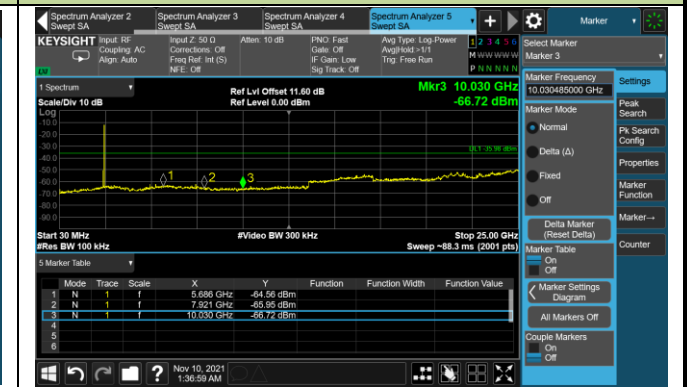 Spectrum Analyzer 2
Swept SA
Spectrum Analyzer 3
Swept SA
Spectrum Analyzer 4
Swept SA
Spectrum Analyzer 5
Swept SA
Marker
KEYSIGHT
Input: RF
Coupling: AC
Align: Auto
Input Z: 50 Ω
Corrections: Off
Freq Ref: Int (S)
NFE: Off
Atten: 10 dB
PNO: Fast
Gate: Off
IF Gain: Low
Sig Track: Off
Avg Type: Log-Power
Avg|Hold:>1/1
Trig: Free Run
1 2 3 4 5 6
M W W W W W
P N N N N N
Select Marker
Marker 3
1 Spectrum
Scale/Div 10 dB
Log
Ref Lvl Offset 11.60 dB
Ref Level 0.00 dBm
Mkr3 10.030 GHz
-66.72 dBm
-10.0
-20.0
-30.0
-40.0
-50.0
-60.0
-70.0
-80.0
-90.0
DL1 -35.98 dBm
1
2
3
Start 30 MHz
#Res BW 100 kHz
#Video BW 300 kHz
Stop 25.00 GHz
Sweep ~88.3 ms (2001 pts)
5 Marker Table
Mode Trace Scale X Y Function Function Width Function Value
1 N 1 f 5.686 GHz -64.56 dBm
2 N 1 f 7.921 GHz -65.95 dBm
3 N 1 f 10.030 GHz -66.72 dBm
4
5
6
Nov 10, 2021
1:36:59 AM
Marker Frequency
10.030485000 GHz
Marker Mode
Normal
Delta (Δ)
Fixed
Off
Delta Marker
(Reset Delta)
Marker Table
On
Off
Marker Settings
Diagram
All Markers Off
Couple Markers
On
Off
Settings
Peak
Search
Pk Search
Config
Properties
Marker
Function
Marker→
Counter